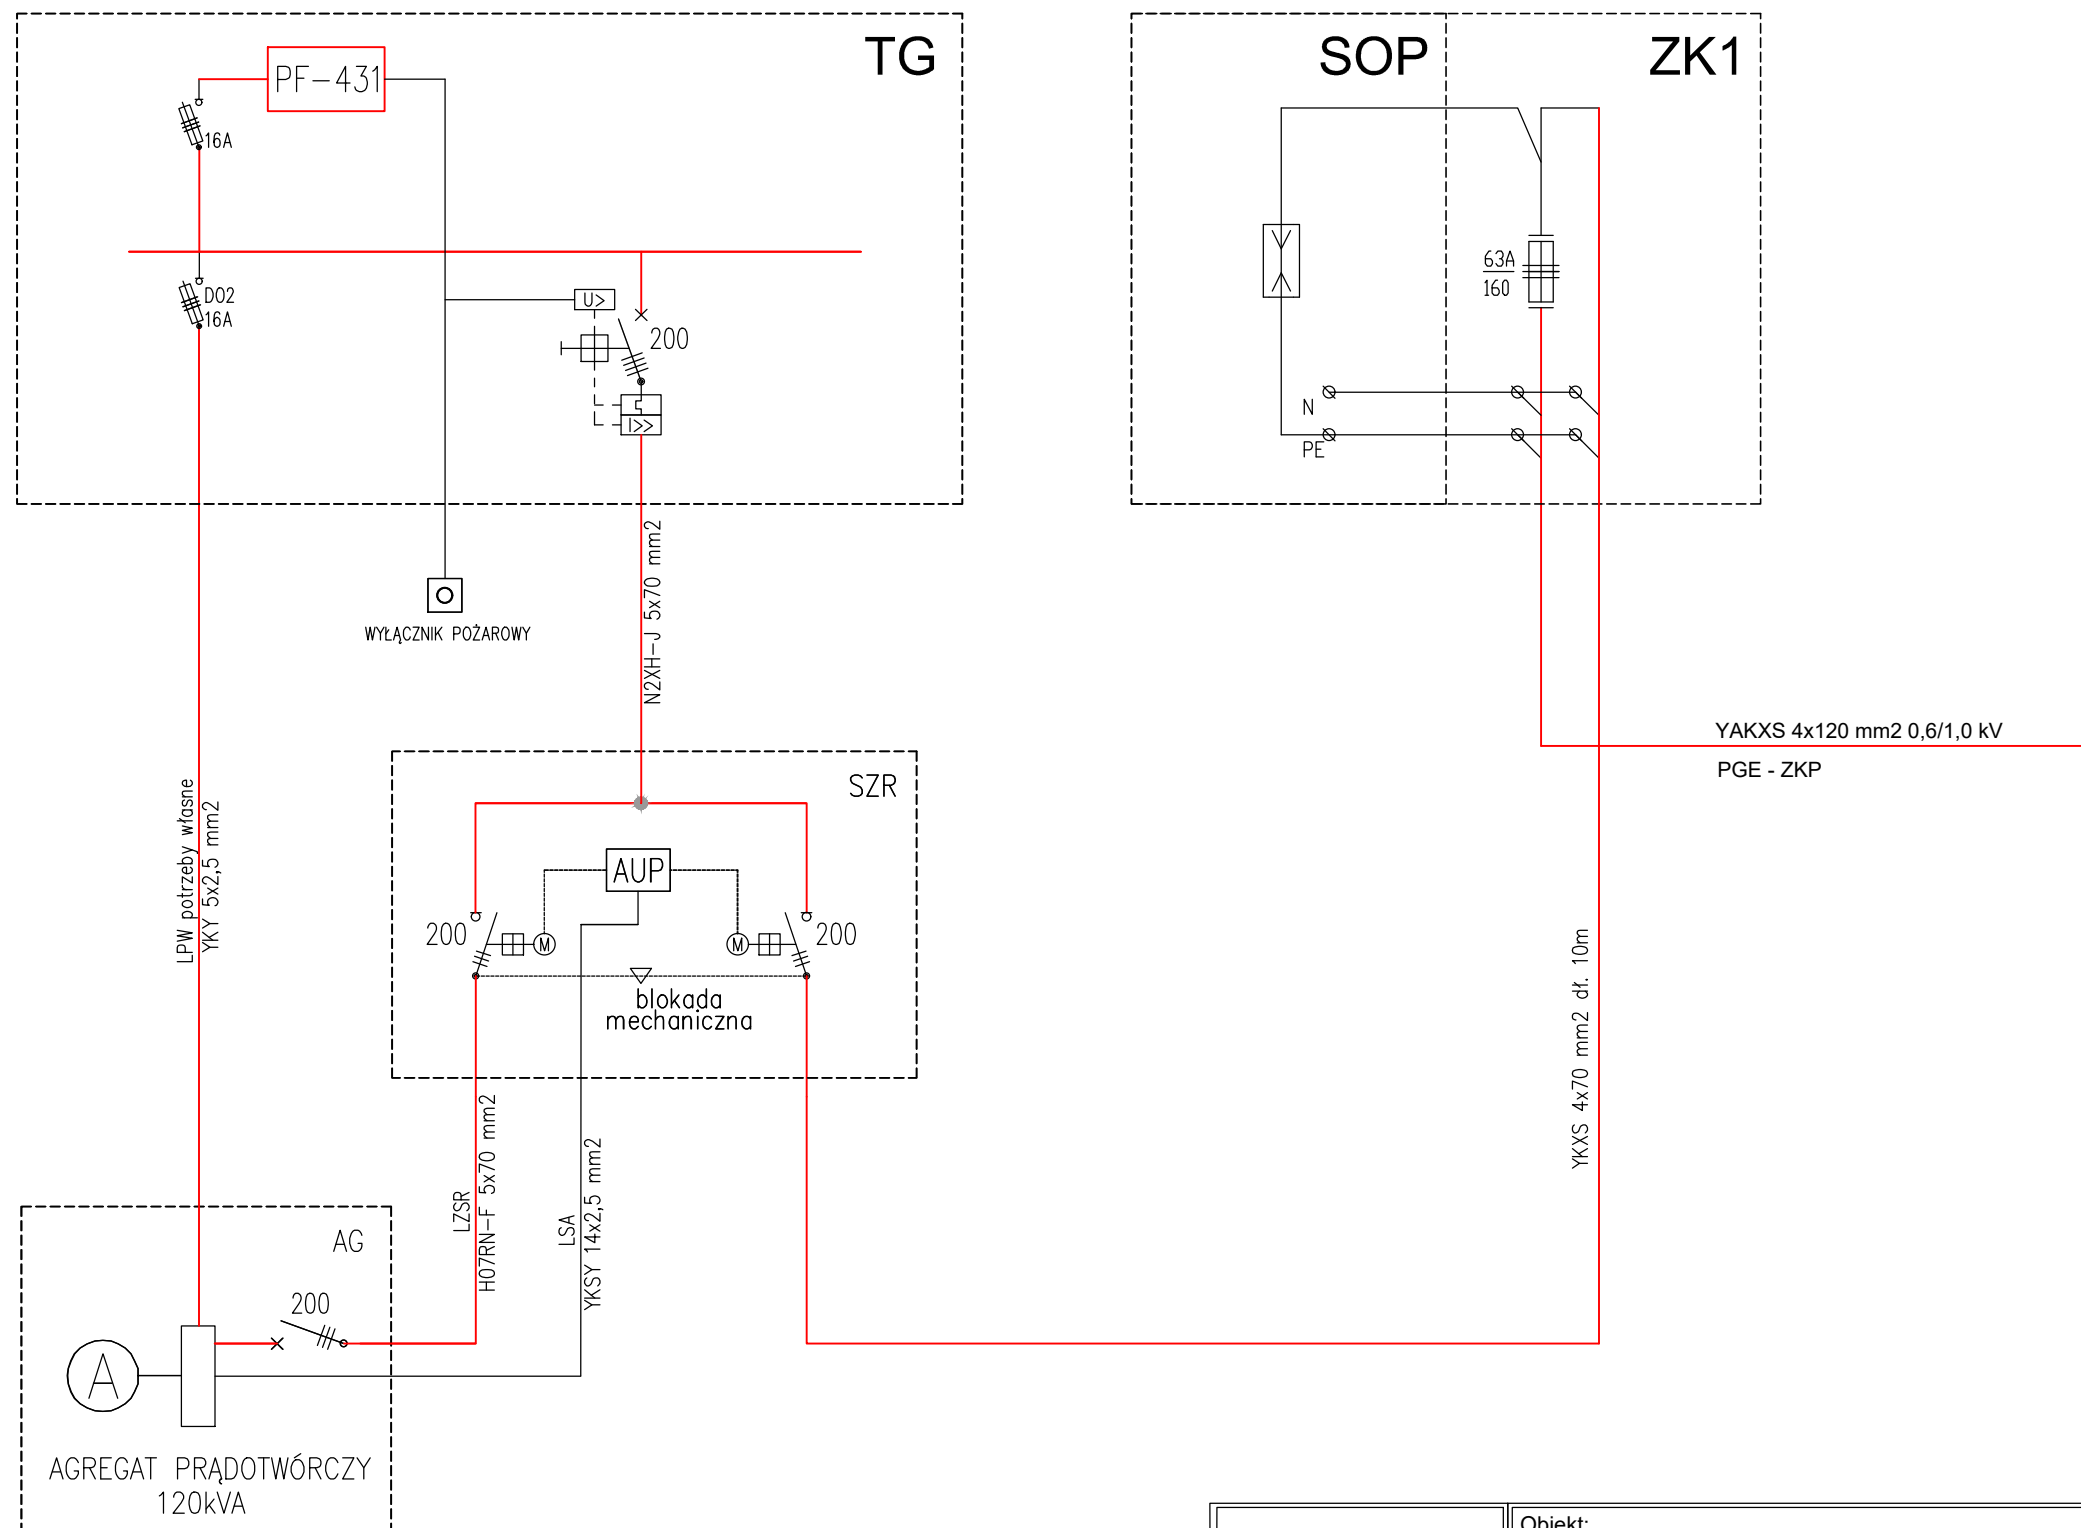 TG
SOP
ZK1
PF-431
16A
DO2
16A
U>
200
I>>
63A
160
N
PE
WYŁĄCZNIK POŻAROWY
N2XH-J 5x70 mm2
YAKXS 4x120 mm2 0,6/1,0 kV
PGE - ZKP
LPW potrzeby własne
YKY 5x2,5 mm2
SZR
AUP
200
M
M
200
blokada
mechaniczna
YKXS 4x70 mm2 dł. 10m
LZSR
H07RN-F 5x70 mm2
LSA
YKSY 14x2,5 mm2
AG
200
A
AGREGAT PRĄDOTWÓRCZY
120kVA
Obiekt: